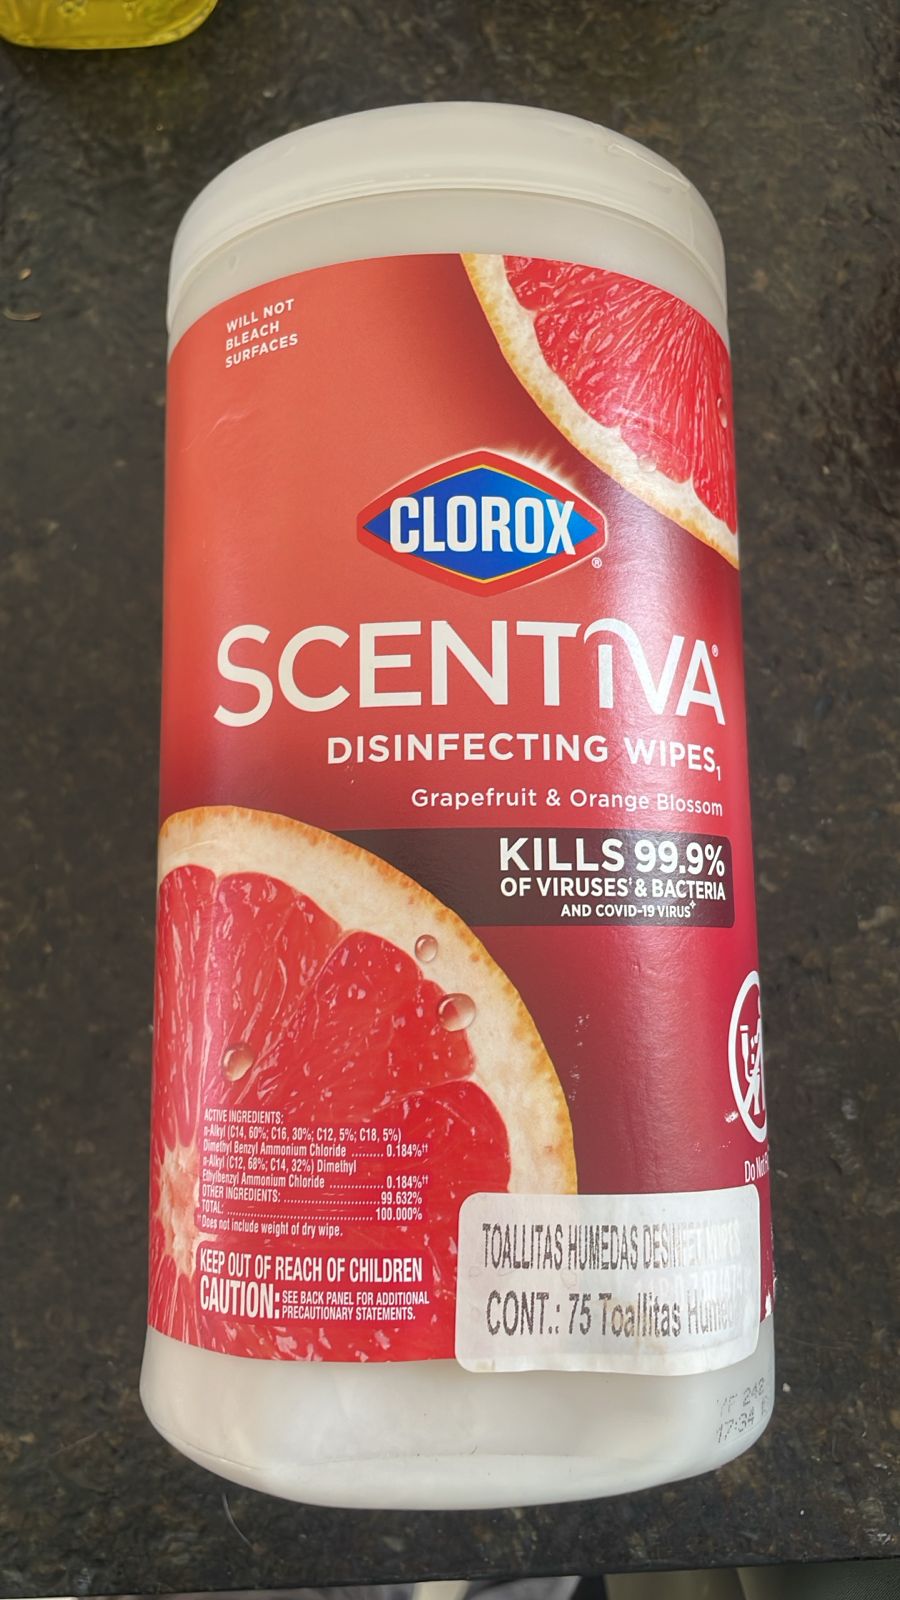 WILL NOT
BLEACH
SURFACES
CLOROX®
SCENTIVA®
DISINFECTING WIPES₁
Grapefruit & Orange Blossom
KILLS 99.9%
OF VIRUSES† & BACTERIA
AND COVID-19 VIRUS✦
ACTIVE INGREDIENTS:
n-Alkyl (C14, 60%; C16, 30%; C12, 5%; C18, 5%)
Dimethyl Benzyl Ammonium Chloride ......... 0.184%††
n-Alkyl (C12, 68%; C14, 32%) Dimethyl
Ethylbenzyl Ammonium Chloride ............... 0.184%††
OTHER INGREDIENTS: ........................ 99.632%
TOTAL: ........................................ 100.000%
††Does not include weight of dry wipe.
KEEP OUT OF REACH OF CHILDREN
CAUTION: SEE BACK PANEL FOR ADDITIONAL
PRECAUTIONARY STATEMENTS.
Do Not
TOALLITAS HUMEDAS
CONT.: 75 Toallitas
17:34